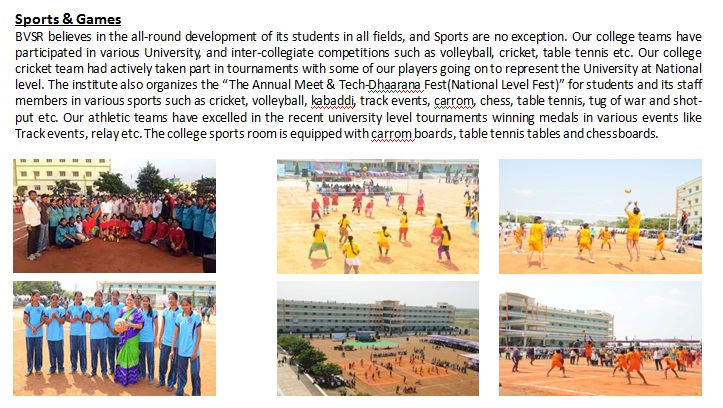 Sports & Games
BVSR believes in the all-round development of its students in all fields, and Sports are no exception. Our college teams have
participated in various University, and inter-collegiate competitions such as volleyball, cricket, table tennis etc. Our college
cricket team had actively taken part in tournaments with some of our players going on to represent the University at National
level. The institute also organizes the “The Annual Meet & Tech-Dhaarana Fest(National Level Fest)” for students and its staff
members in various sports such as cricket, volleyball, kabaddi, track events, carrom, chess, table tennis, tug of war and shot-
put etc. Our athletic teams have excelled in the recent university level tournaments winning medals in various events like
Track events, relay etc. The college sports room is equipped with carrom boards, table tennis tables and chessboards.